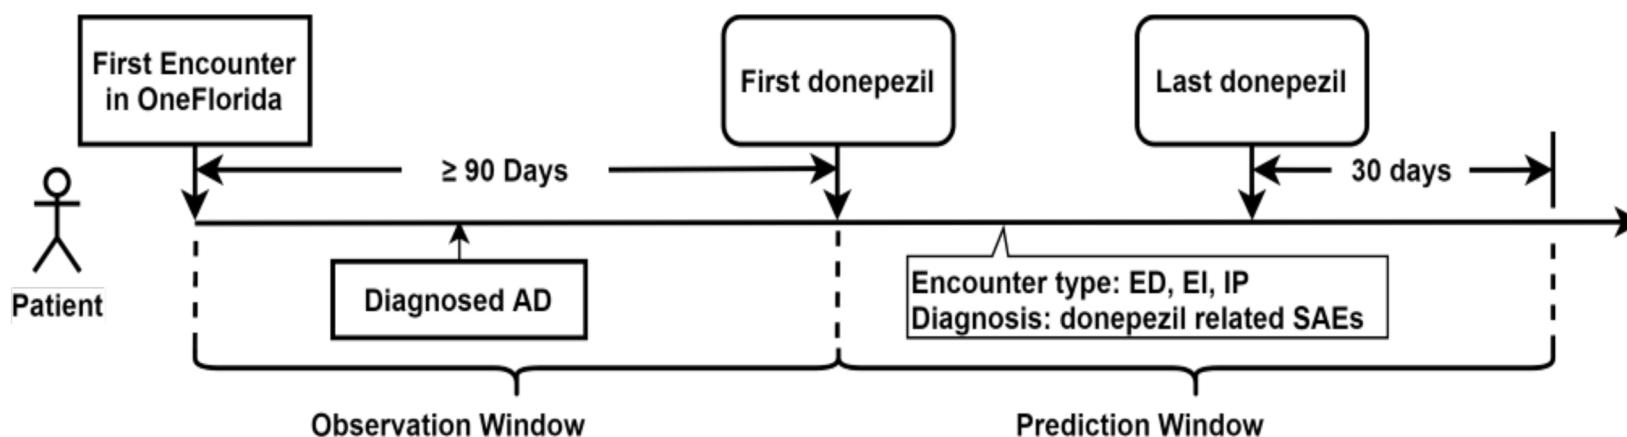 First Encounter
in OneFlorida
First donepezil
Last donepezil
≥ 90 Days
30 days
Patient
Diagnosed AD
Encounter type: ED, EI, IP
Diagnosis: donepezil related SAEs
Observation Window
Prediction Window